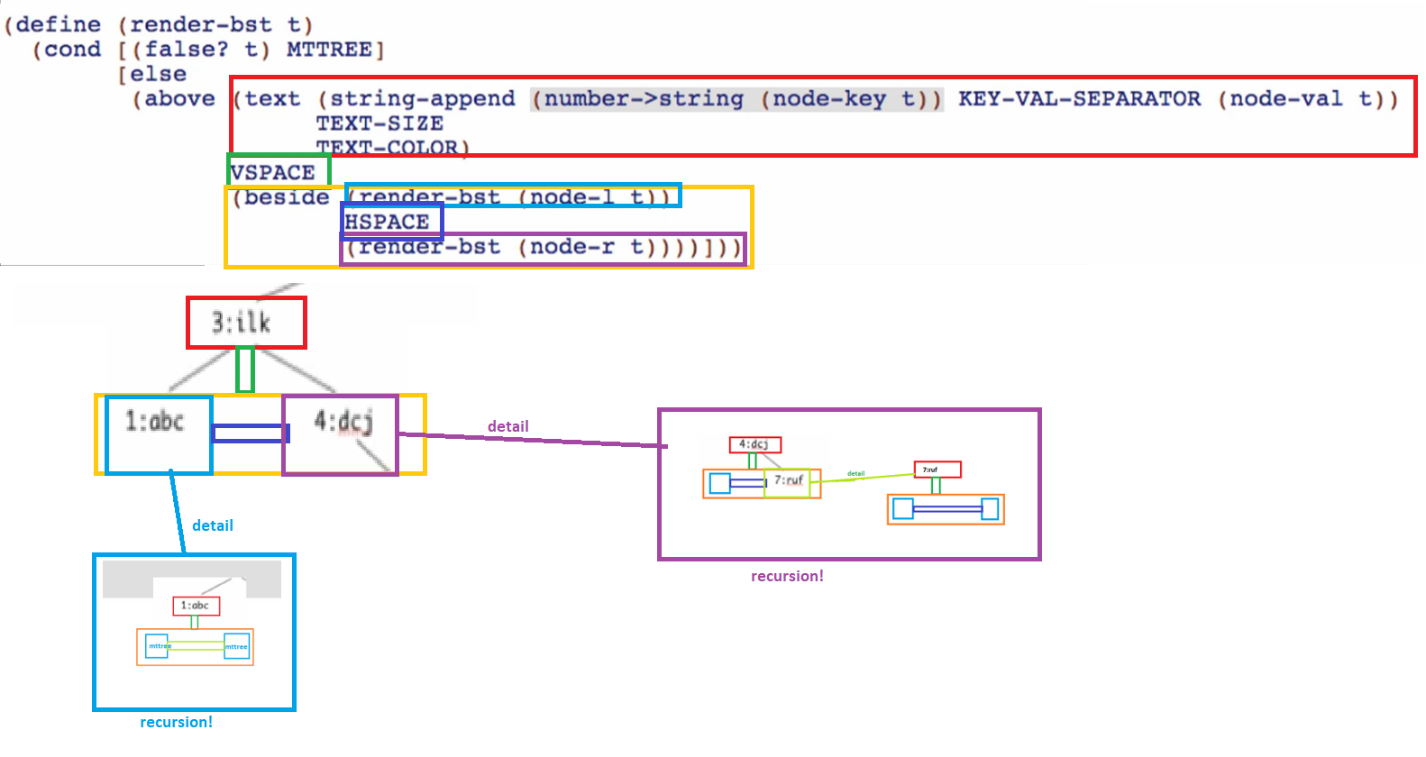 (define (render-bst t)
(cond [(false? t) MTTREE]
[else
(above (text (string-append (number->string (node-key t)) KEY-VAL-SEPARATOR (node-val t))
TEXT-SIZE
TEXT-COLOR)
VSPACE
(beside (render-bst (node-l t))
HSPACE
(render-bst (node-r t))))]))
3:ilk
1:abc
4:dcj
detail
4:dcj
7:ruf
detail
7:ruf
recursion!
detail
1:abc
mttree
mttree
recursion!